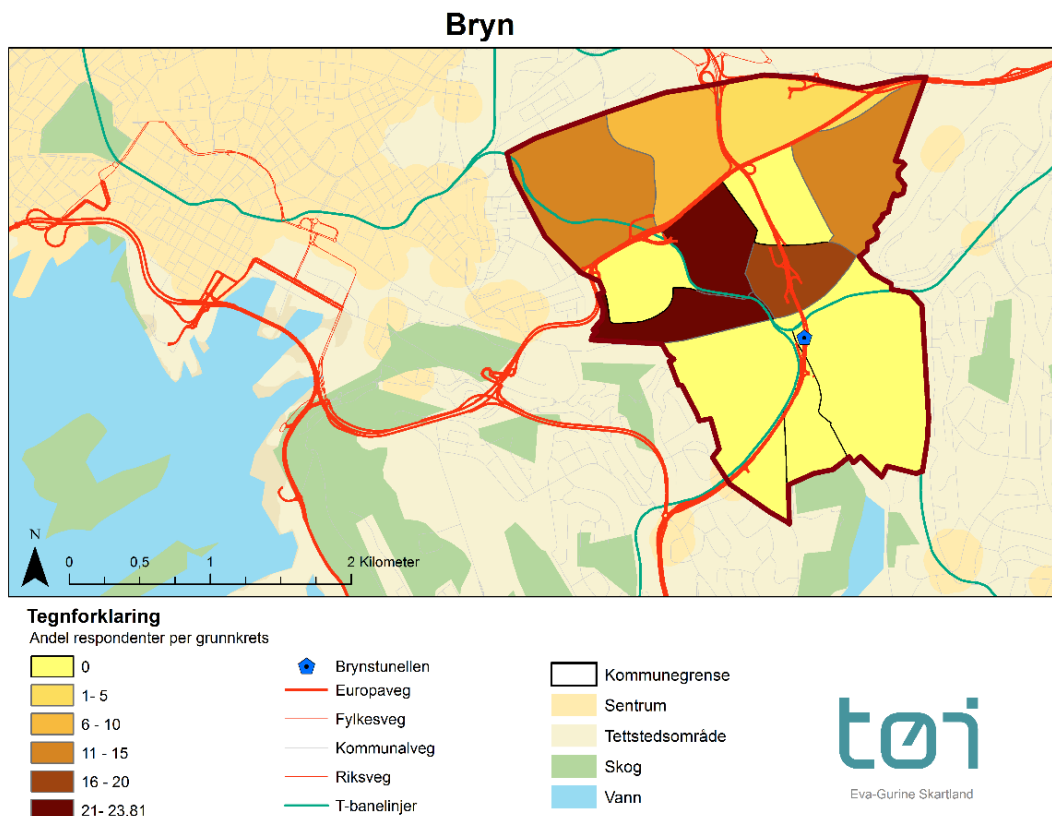 Bryn
N
0 0,5 1 2 Kilometer
Tegnforklaring
Andel respondenter per grunnkrets
0
1- 5
6 - 10
11 - 15
16 - 20
21- 23,81
Brynstunellen
Europaveg
Fylkesveg
Kommunalveg
Riksveg
T-banelinjer
Kommunegrense
Sentrum
Tettstedsområde
Skog
Vann
tøi
Eva-Gurine Skartland